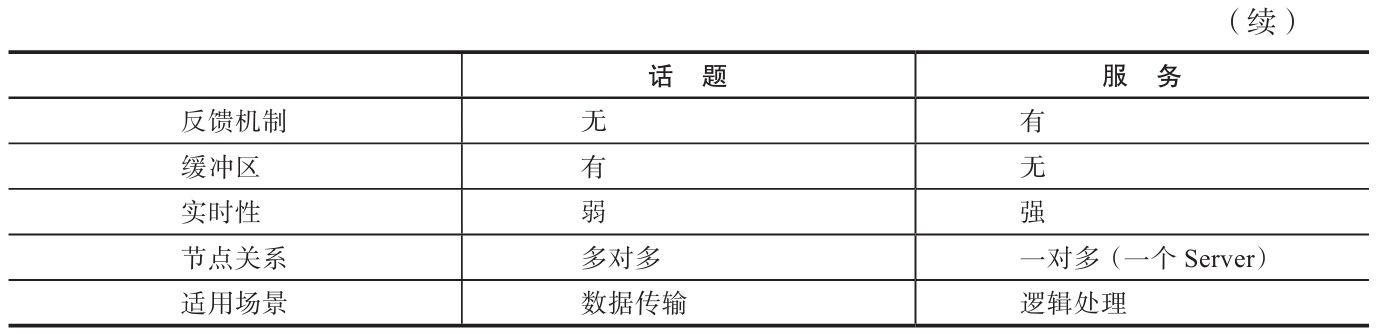 （续）
话 题 服 务
反馈机制 无 有
缓冲区 有 无
实时性 弱 强
节点关系 多对多 一对多（一个 Server）
适用场景 数据传输 逻辑处理